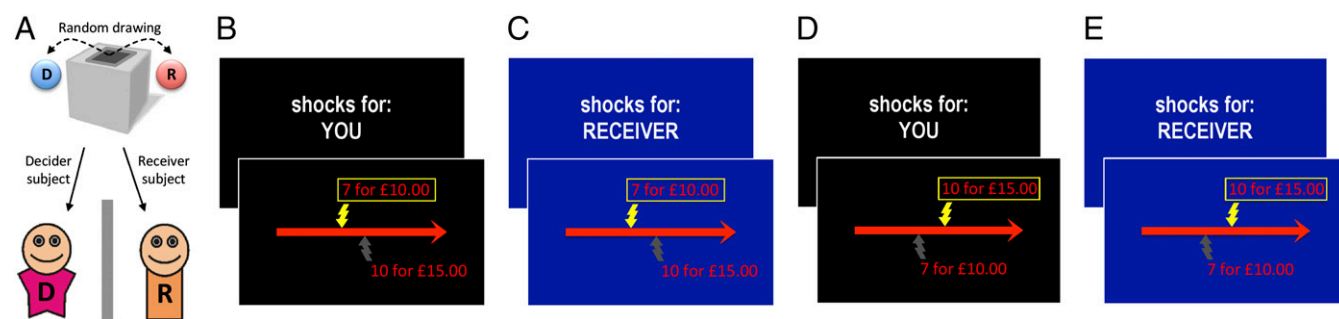 A
Random drawing
D
R
Decider
subject
Receiver
subject
D
R
B
shocks for:
YOU
7 for £10.00
10 for £15.00
C
shocks for:
RECEIVER
7 for £10.00
10 for £15.00
D
shocks for:
YOU
10 for £15.00
7 for £10.00
E
shocks for:
RECEIVER
10 for £15.00
7 for £10.00